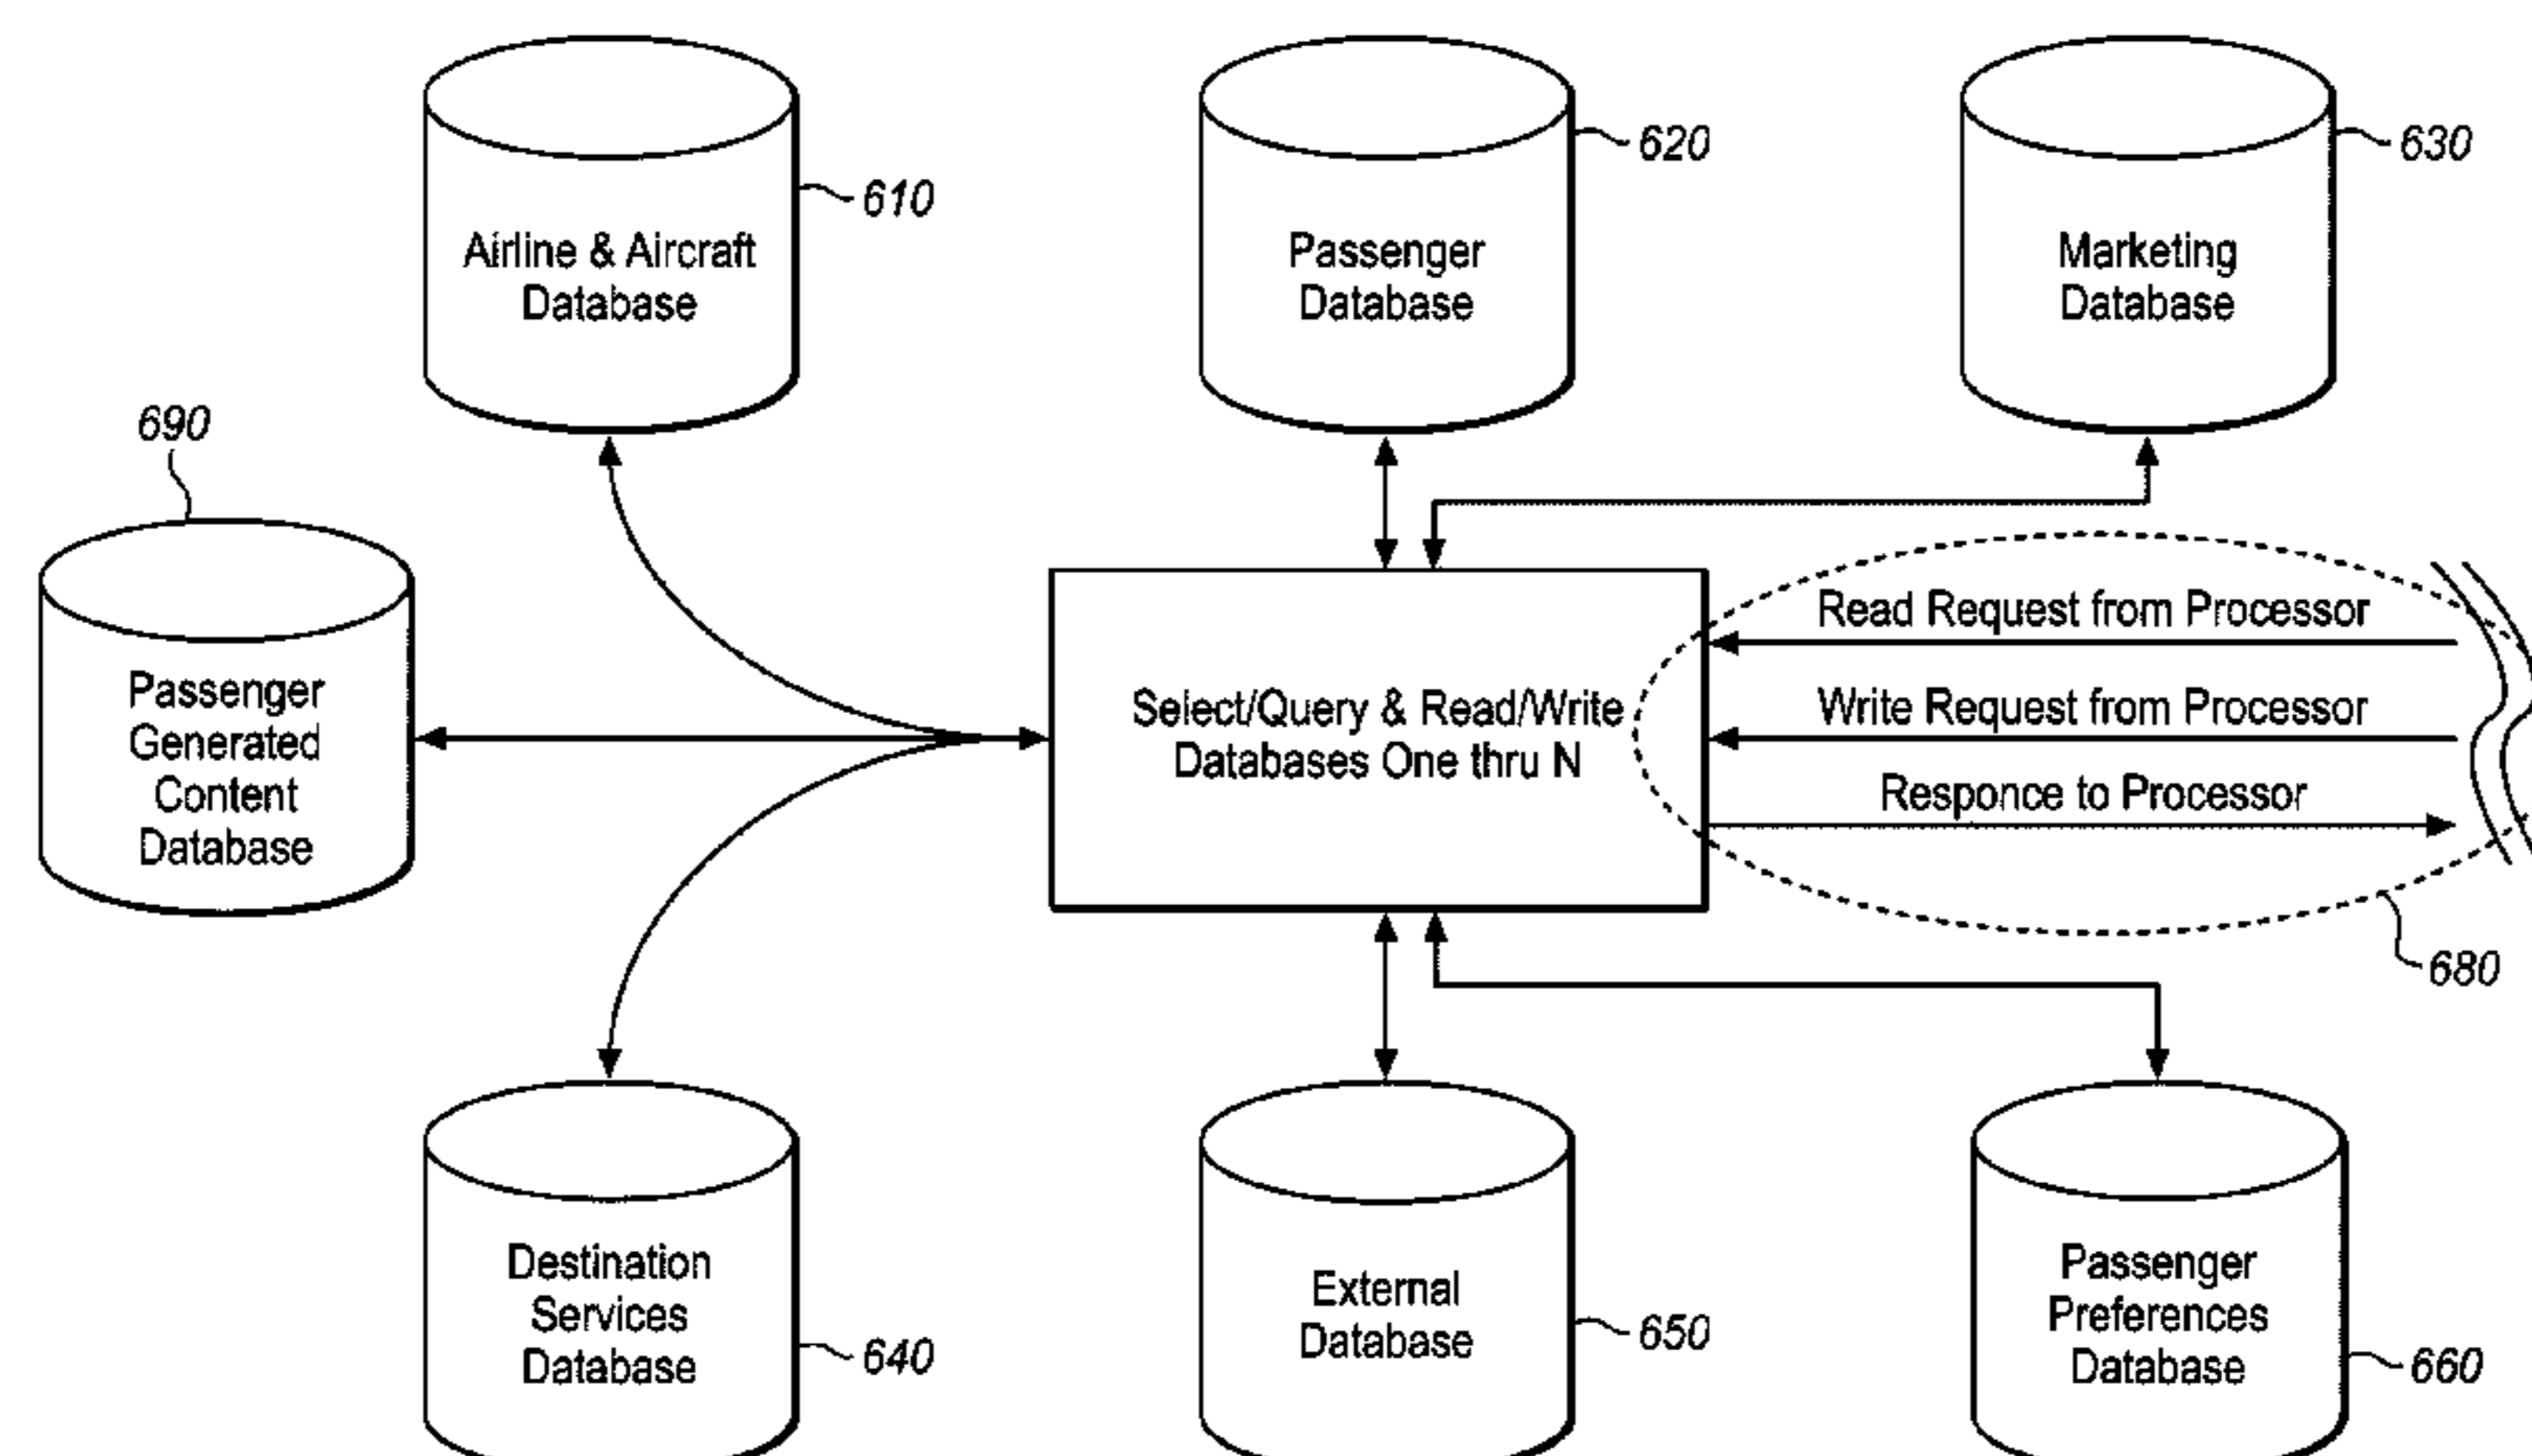 620
630
610
Airline & Aircraft
Database
Passenger
Database
Marketing
Database
690
Passenger
Generated
Content
Database
Select/Query & Read/Write
Databases One thru N
Read Request from Processor
Write Request from Processor
Responce to Processor
680
Destination
Services
Database
640
External
Database
650
Passenger
Preferences
Database
660